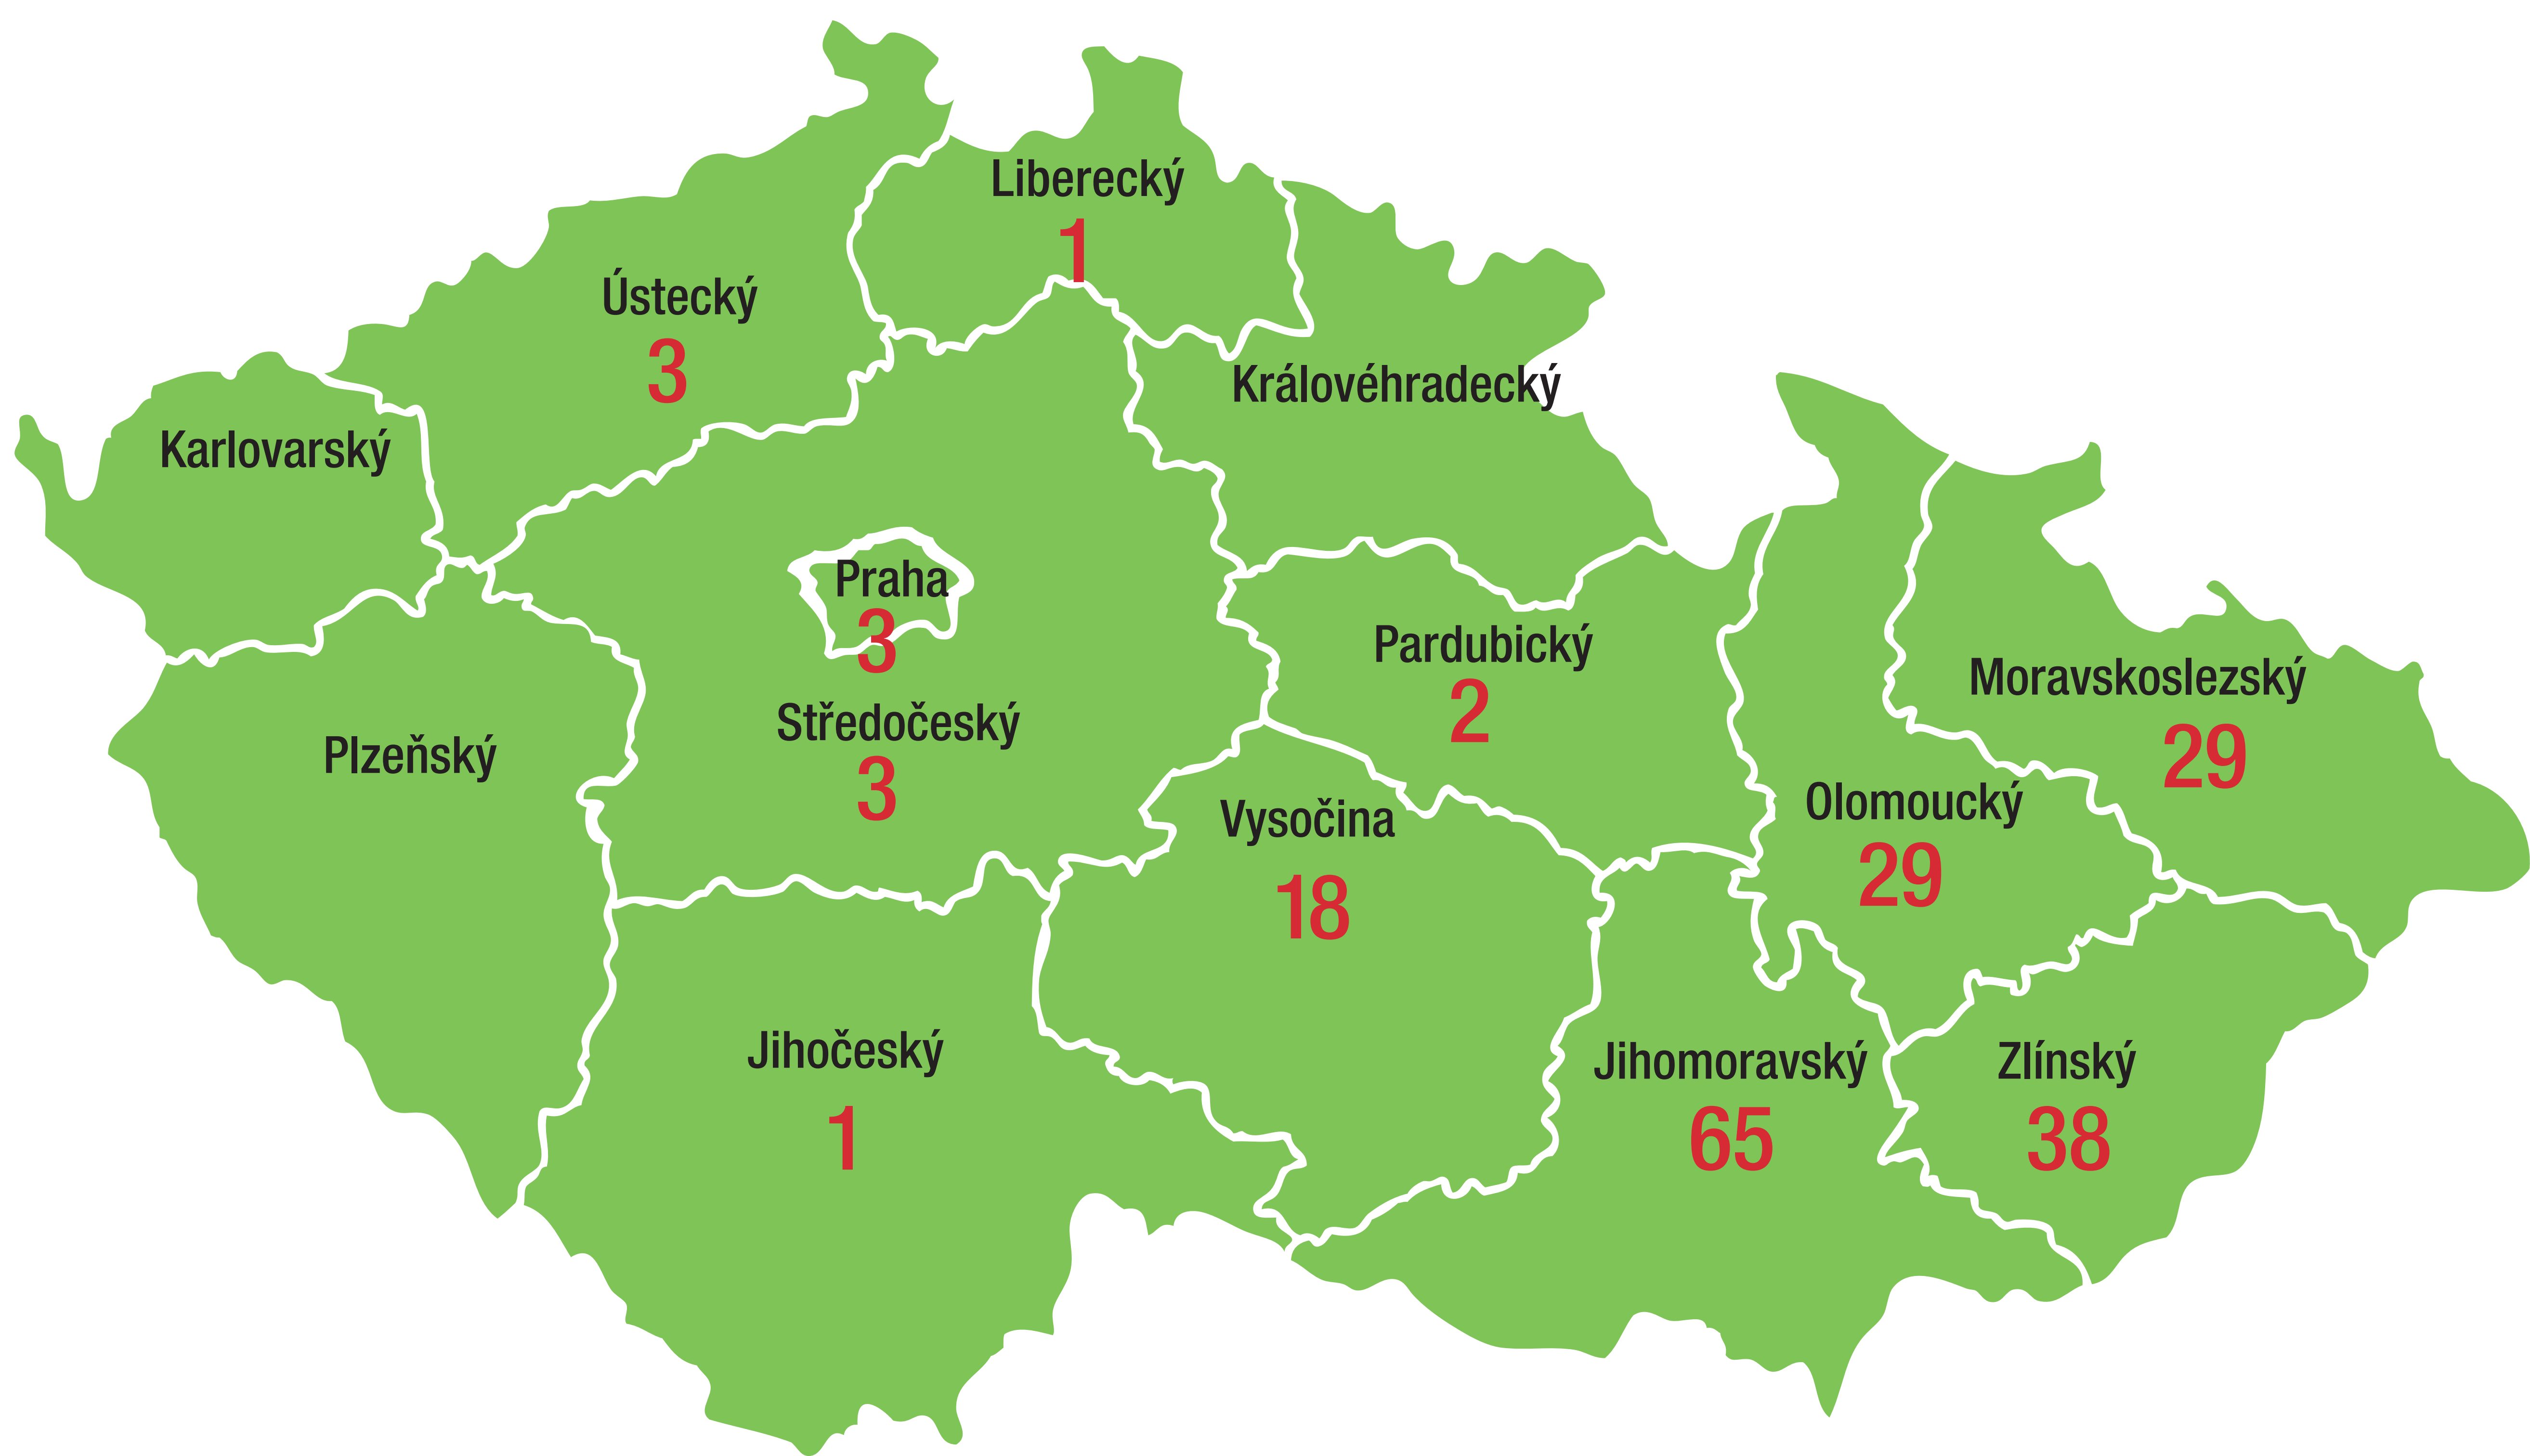 Liberecký
1
Ústecký
3
Královéhradecký
Karlovarský
Praha
3
Pardubický
2
Moravskoslezský
29
Středočeský
3
Plzeňský
Olomoucký
29
Vysočina
18
Jihočeský
1
Jihomoravský
65
Zlínský
38